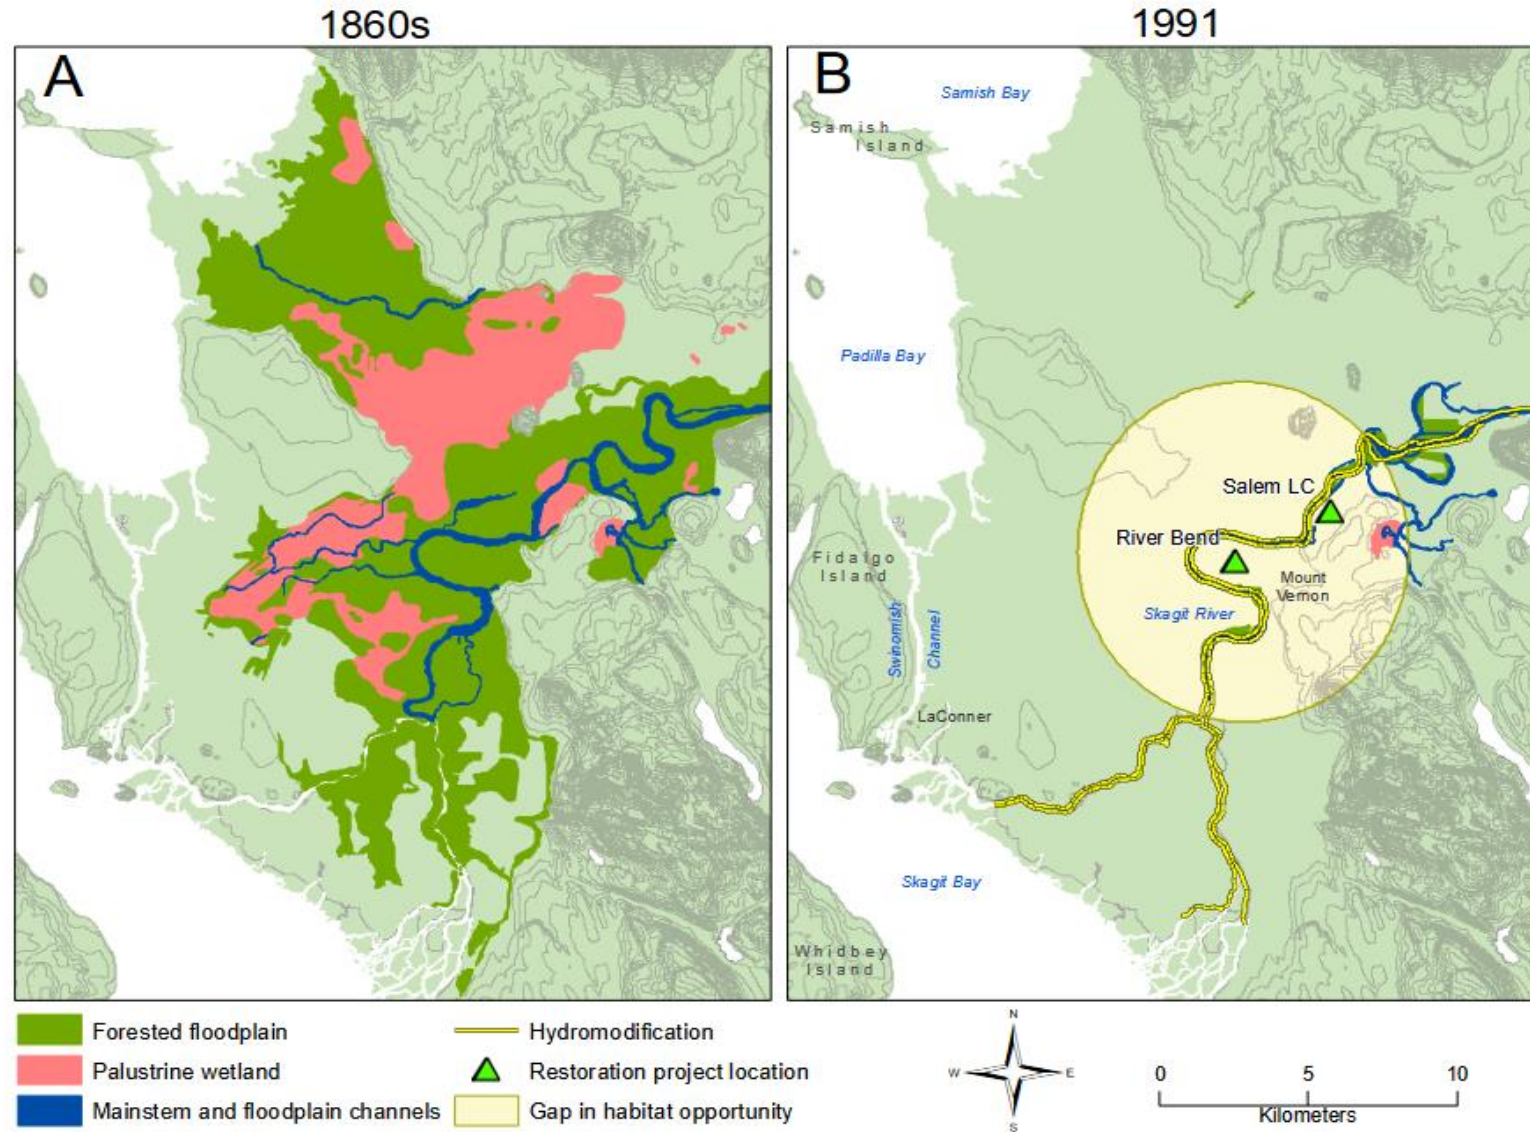 1860s
1991
A
B
Samish Bay
Samish
Island
Padilla Bay
Salem LC
River Bend
Fidalgo
Island
Mount
Vernon
Skagit River
Swinomish
Channel
LaConner
Skagit Bay
Whidbey
Island
Forested floodplain
Palustrine wetland
Mainstem and floodplain channels
Hydromodification
Restoration project location
Gap in habitat opportunity
N
W
E
S
0 5 10
Kilometers